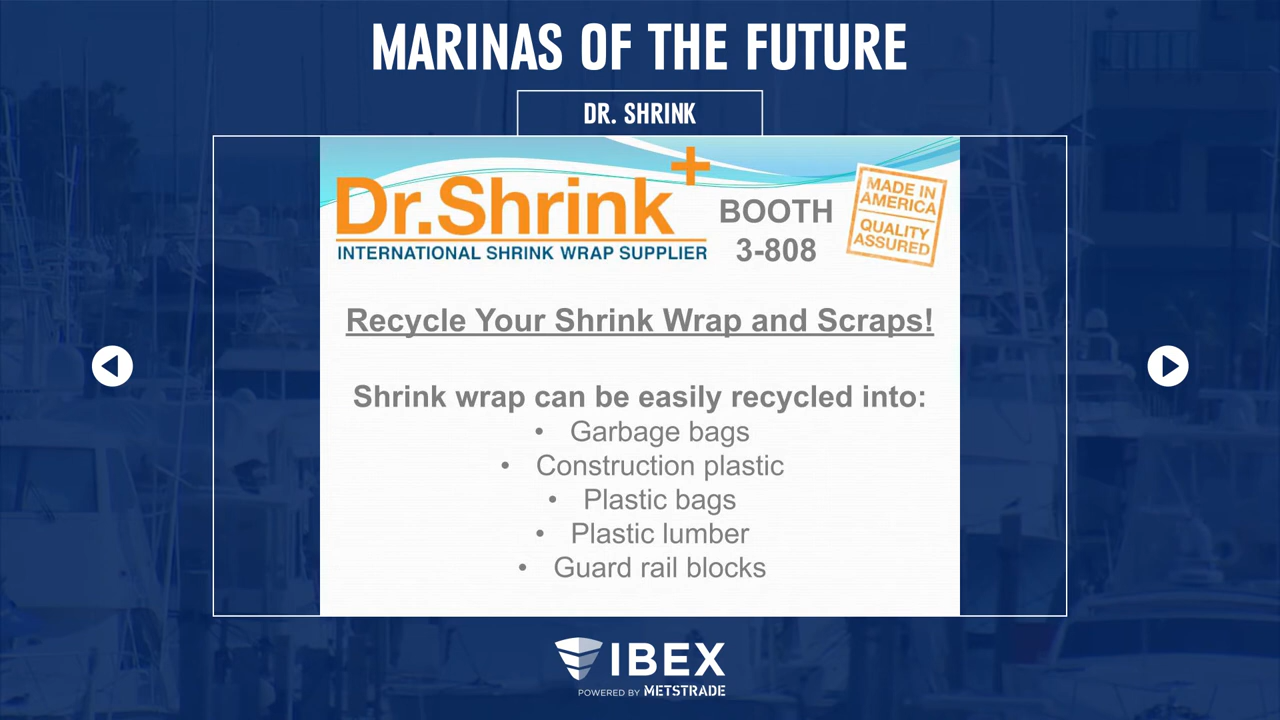 MARINAS OF THE FUTURE
DR. SHRINK
Dr.Shrink+
INTERNATIONAL SHRINK WRAP SUPPLIER
BOOTH
3-808
MADE IN
AMERICA
QUALITY
ASSURED
Recycle Your Shrink Wrap and Scraps!
Shrink wrap can be easily recycled into:
• Garbage bags
• Construction plastic
• Plastic bags
• Plastic lumber
• Guard rail blocks
IBEX
POWERED BY METSTRADE